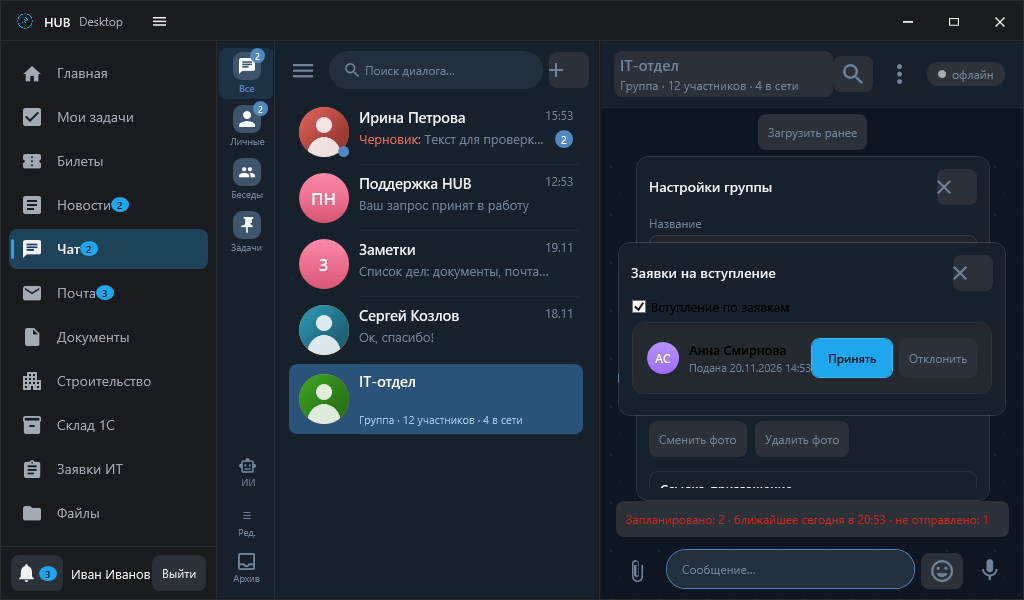 HUB Desktop
Главная
Мои задачи
Билеты
Новости 2
Чат 2
Почта 3
Документы
Строительство
Склад 1С
Заявки ИТ
Файлы
3 Иван Иванов Выйти
2
Все
2
Личные
Беседы
Задачи
ИИ
Ред.
Архив
Поиск диалога...
Ирина Петрова 15:53
Черновик: Текст для проверк... 2
ПН
Поддержка HUB 12:53
Ваш запрос принят в работу
З
Заметки 19.11
Список дел: документы, почта...
Сергей Козлов 18.11
Ок, спасибо!
IT-отдел
Группа · 12 участников · 4 в сети
IT-отдел
Группа · 12 участников · 4 в сети
офлайн
Загрузить ранее
Настройки группы
Название
Заявки на вступление
Вступление по заявкам
АС
Анна Смирнова
Подана 20.11.2026 14:53
Принять
Отклонить
Сменить фото
Удалить фото
Ссылка-приглашение
Запланировано: 2 · ближайшее сегодня в 20:53 · не отправлено: 1
Сообщение...